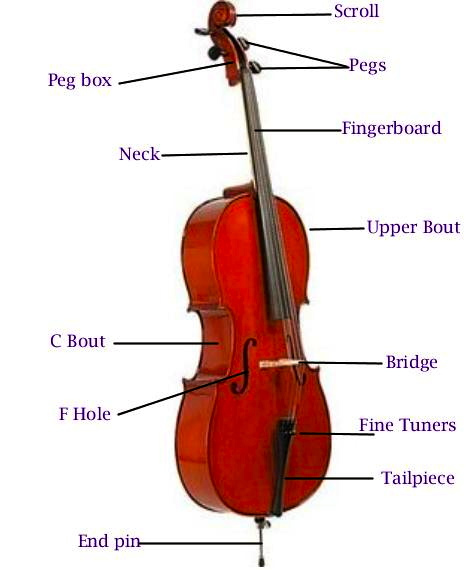 Scroll
Pegs
Peg box
Fingerboard
Neck
Upper Bout
C Bout
Bridge
F Hole
Fine Tuners
Tailpiece
End pin